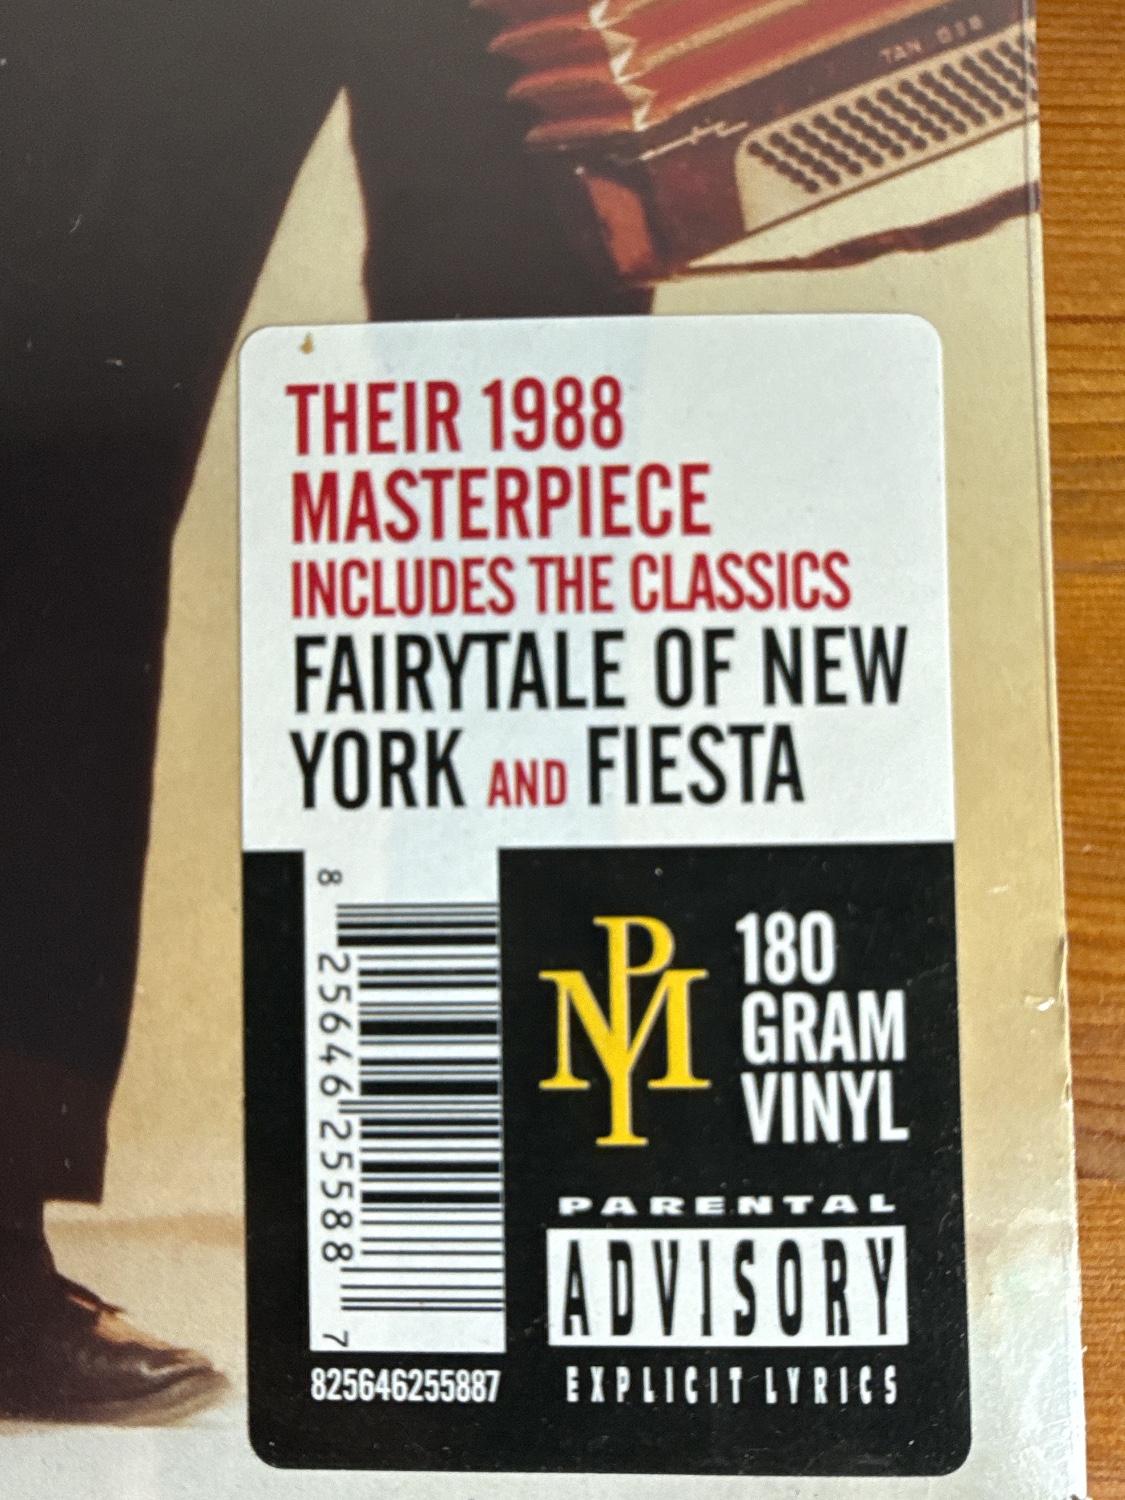 THEIR 1988
MASTERPIECE
INCLUDES THE CLASSICS
FAIRYTALE OF NEW
YORK AND FIESTA
8 25646 25588 7
825646255887
PMY
180
GRAM
VINYL
PARENTAL
ADVISORY
EXPLICIT LYRICS